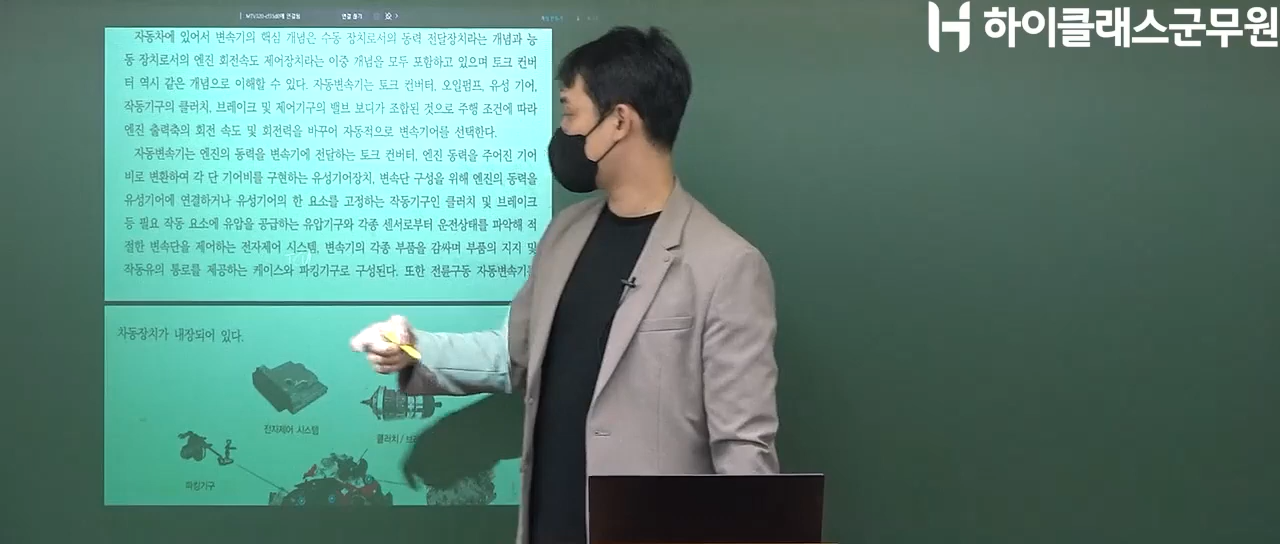 하이클래스군무원
자동차에 있어서 변속기의 핵심 개념은 수동 장치로서의 동력 전달장치라는 개념과 능
동 장치로서의 엔진 회전속도 제어장치라는 이중 개념을 모두 포함하고 있으며 토크 컨버
터 역시 같은 개념으로 이해할 수 있다. 자동변속기는 토크 컨버터, 오일펌프, 유성 기어,
작동기구의 클러치, 브레이크 및 제어기구의 밸브 보디가 조합된 것으로 주행 조건에 따라
엔진 출력축의 회전 속도 및 회전력을 바꾸어 자동적으로 변속기어를 선택한다.
자동변속기는 엔진의 동력을 변속기에 전달하는 토크 컨버터, 엔진 동력을 주어진 기어
비로 변환하여 각 단 기어비를 구현하는 유성기어장치, 변속단 구성을 위해 엔진의 동력을
유성기어에 연결하거나 유성기어의 한 요소를 고정하는 작동기구인 클러치 및 브레이크
등 필요 작동 요소에 유압을 공급하는 유압기구와 각종 센서로부터 운전상태를 파악해 적
절한 변속단을 제어하는 전자제어 시스템, 변속기의 각종 부품을 감싸며 부품의 지지 및
작동유의 통로를 제공하는 케이스와 파킹기구로 구성된다. 또한 전륜구동 자동변속기
차동장치가 내장되어 있다.
전자제어 시스템
클러치 /
파킹기구